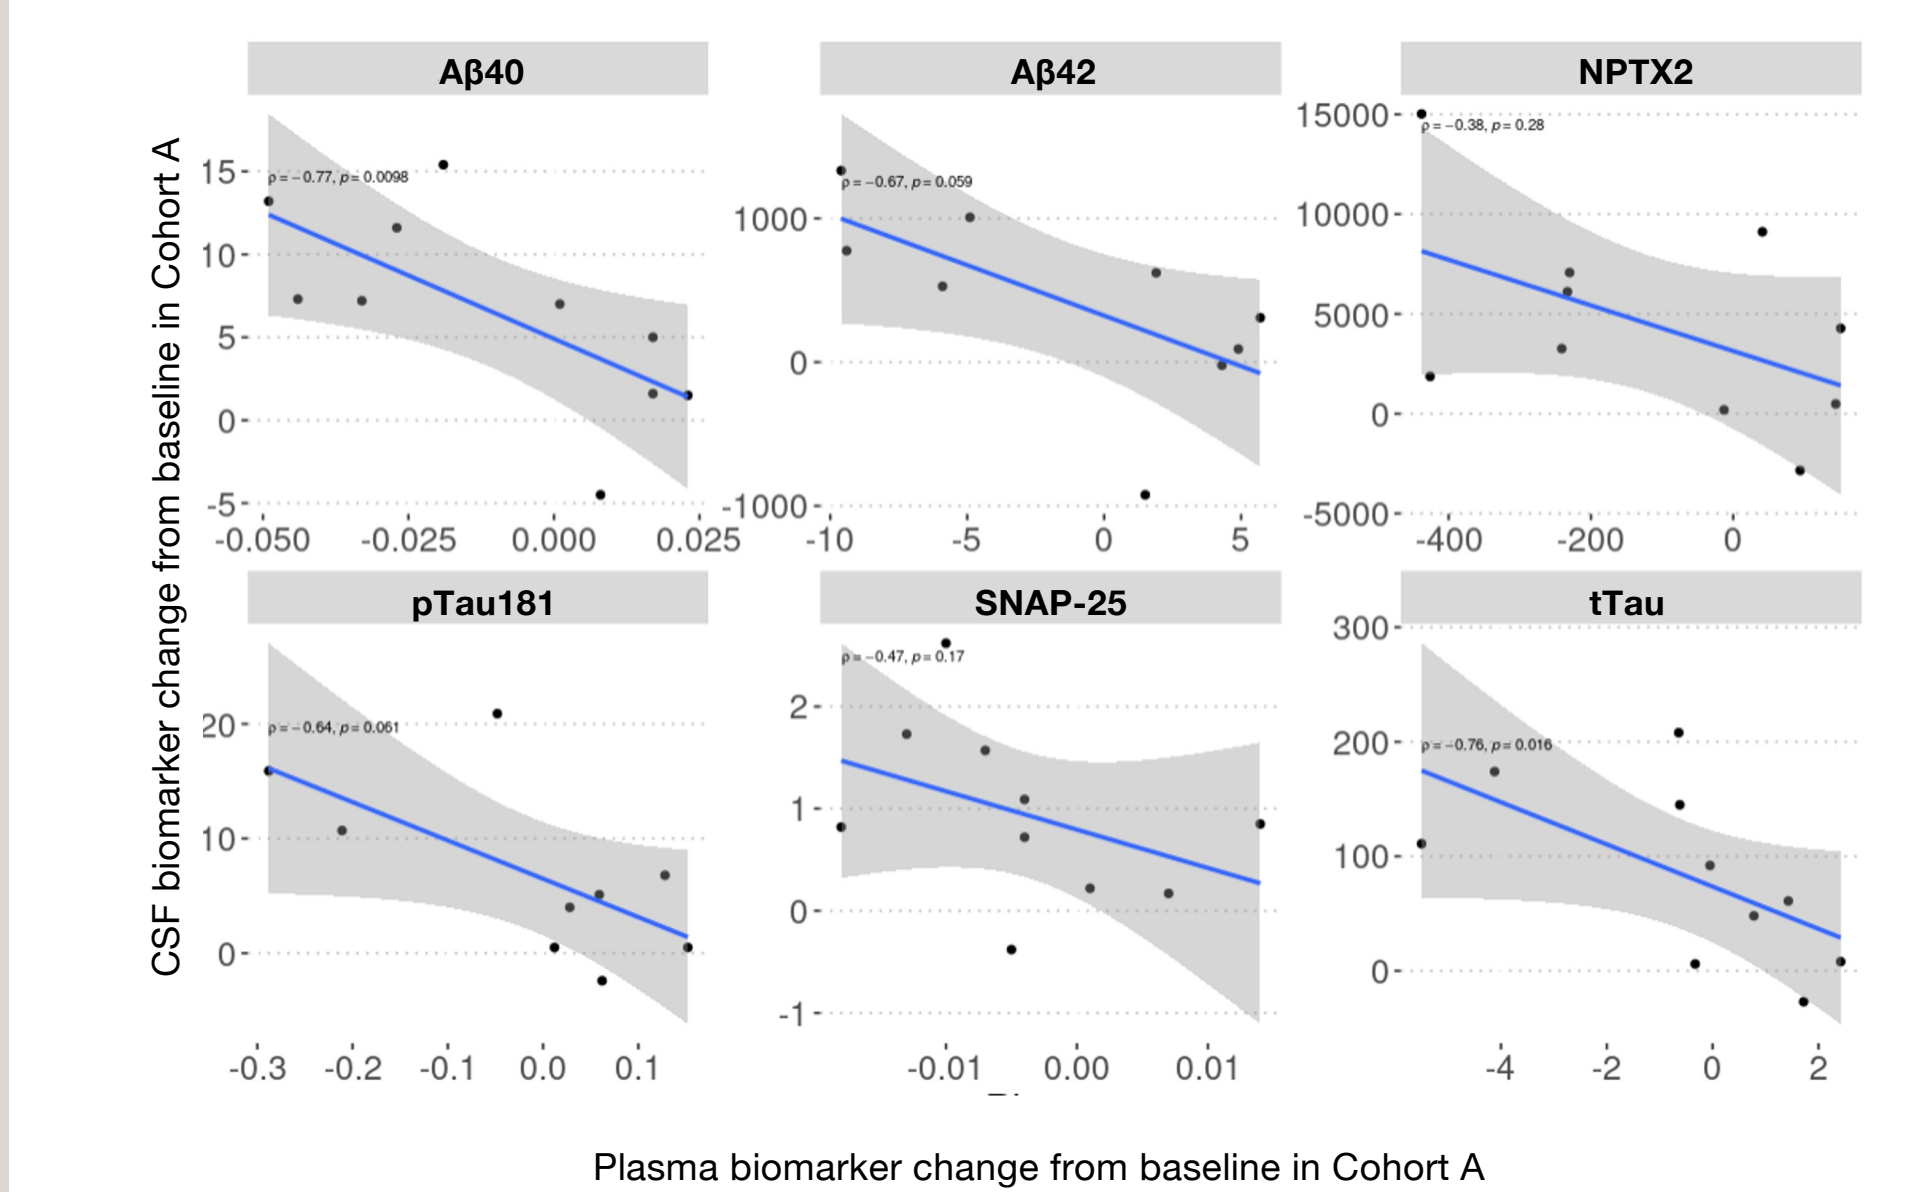 CSF biomarker change from baseline in Cohort A
Aβ40
ρ = −0.77, p = 0.0098
15
10
5
0
-5
-0.050 -0.025 0.000 0.025
Aβ42
ρ = −0.67, p = 0.059
1000
0
-1000
-10 -5 0 5
NPTX2
ρ = −0.38, p = 0.28
15000
10000
5000
0
-5000
-400 -200 0
pTau181
ρ = −0.64, p = 0.061
20
10
0
-0.3 -0.2 -0.1 0.0 0.1
SNAP-25
ρ = −0.47, p = 0.17
2
1
0
-1
-0.01 0.00 0.01
tTau
ρ = −0.76, p = 0.016
300
200
100
0
-4 -2 0 2
Plasma biomarker change from baseline in Cohort A